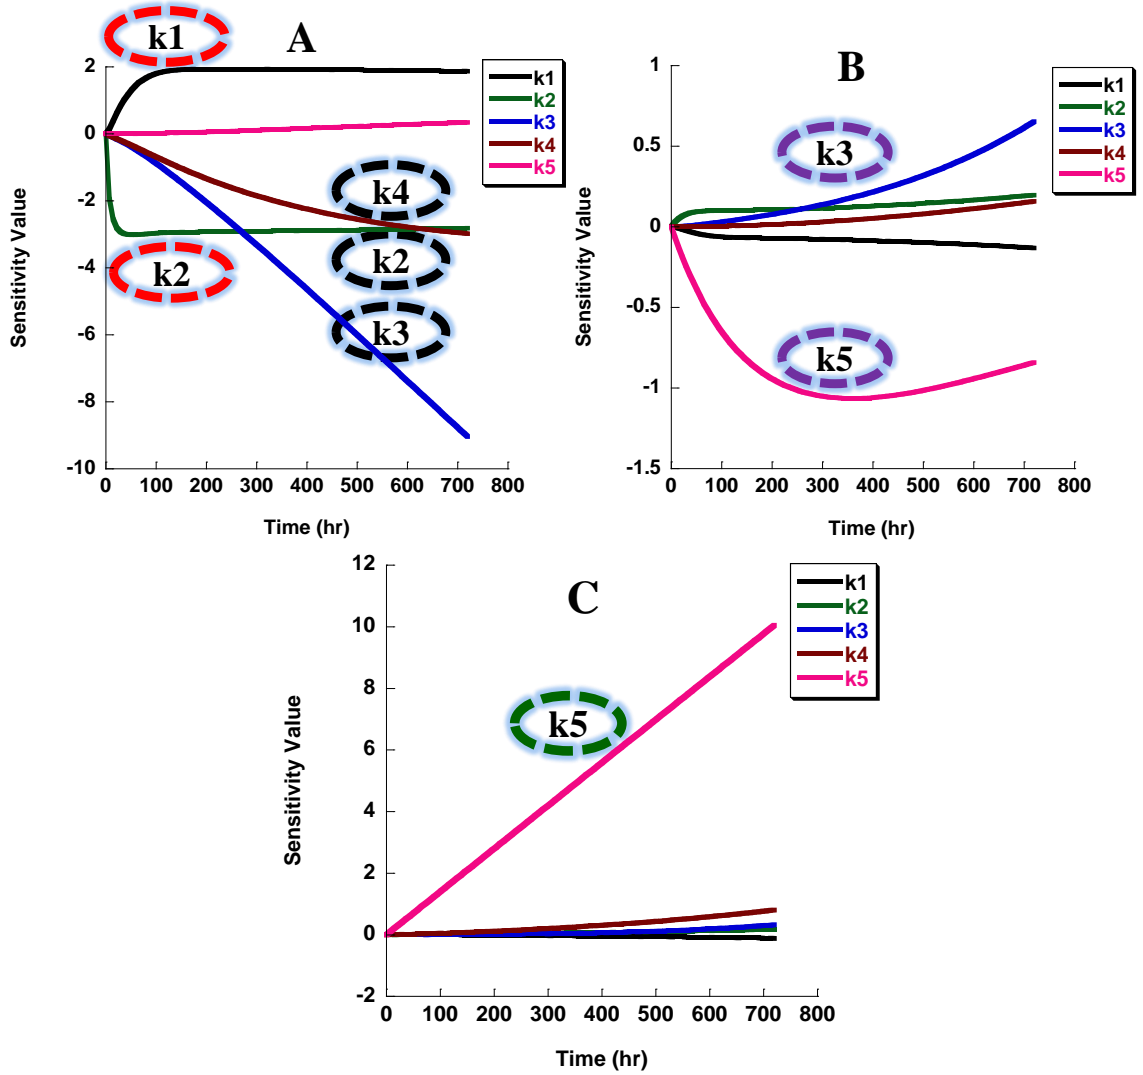 k1
A
2
0
-2
-4
-6
-8
-10
0 100 200 300 400 500 600 700 800
Sensitivity Value
Time (hr)
k1
k2
k3
k4
k5
k4
k2
k2
k3
B
1
0.5
0
-0.5
-1
-1.5
0 100 200 300 400 500 600 700 800
Sensitivity Value
Time (hr)
k1
k2
k3
k4
k5
k3
k5
C
12
10
8
6
4
2
0
-2
0 100 200 300 400 500 600 700 800
Sensitivity Value
Time (hr)
k1
k2
k3
k4
k5
k5